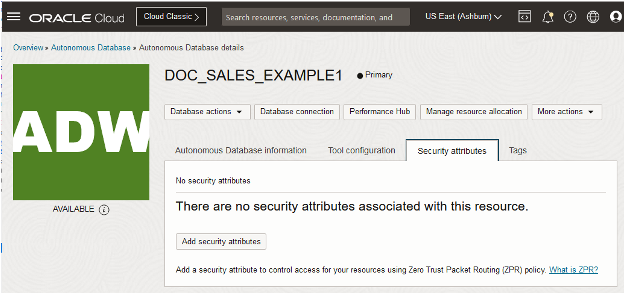 ORACLE Cloud
Cloud Classic >
Search resources, services, documentation, and
US East (Ashburn)
Overview » Autonomous Database » Autonomous Database details
ADW
AVAILABLE
DOC_SALES_EXAMPLE1
Primary
Database actions
Database connection
Performance Hub
Manage resource allocation
More actions
Autonomous Database information
Tool configuration
Security attributes
Tags
No security attributes
There are no security attributes associated with this resource.
Add security attributes
Add a security attribute to control access for your resources using Zero Trust Packet Routing (ZPR) policy. What is ZPR?